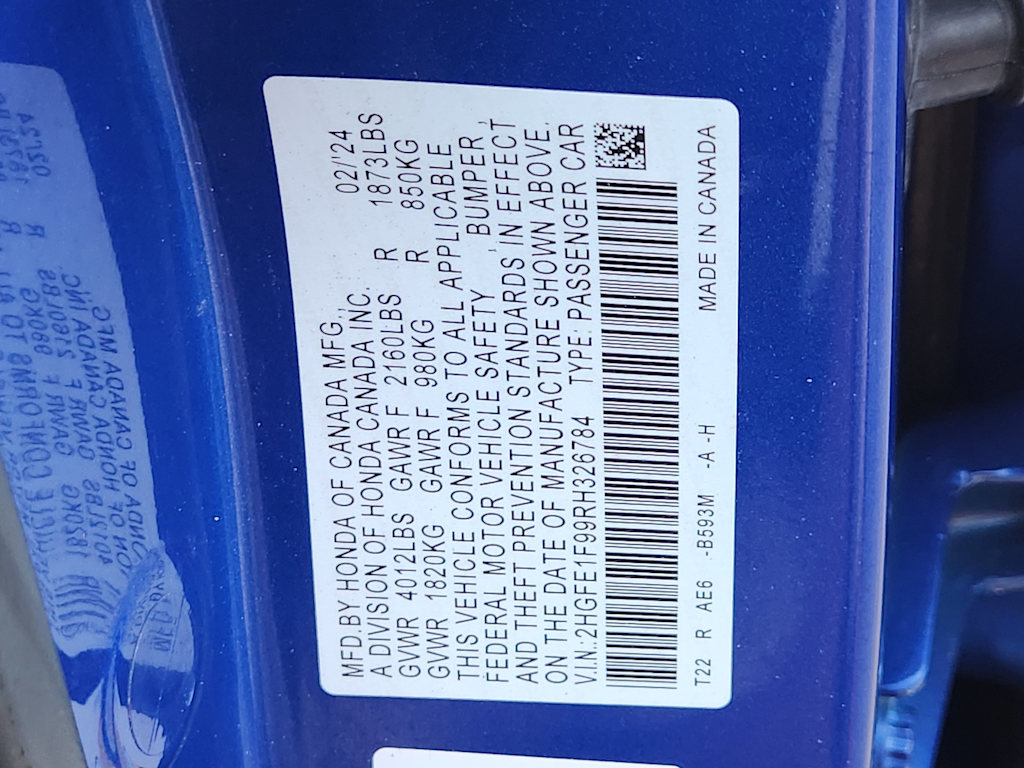 MFD.BY HONDA OF CANADA MFG., 02/'24
A DIVISION OF HONDA CANADA INC.
GVWR 4012LBS GAWR F 2160LBS R 1873LBS
GVWR 1820KG GAWR F 980KG R 850KG
THIS VEHICLE CONFORMS TO ALL APPLICABLE
FEDERAL MOTOR VEHICLE SAFETY , BUMPER ,
AND THEFT PREVENTION STANDARDS IN EFFECT
ON THE DATE OF MANUFACTURE SHOWN ABOVE.
V.I.N.:2HGFE1F99RH326784 TYPE: PASSENGER CAR
T22 R AE6 -B593M -A -H MADE IN CANADA